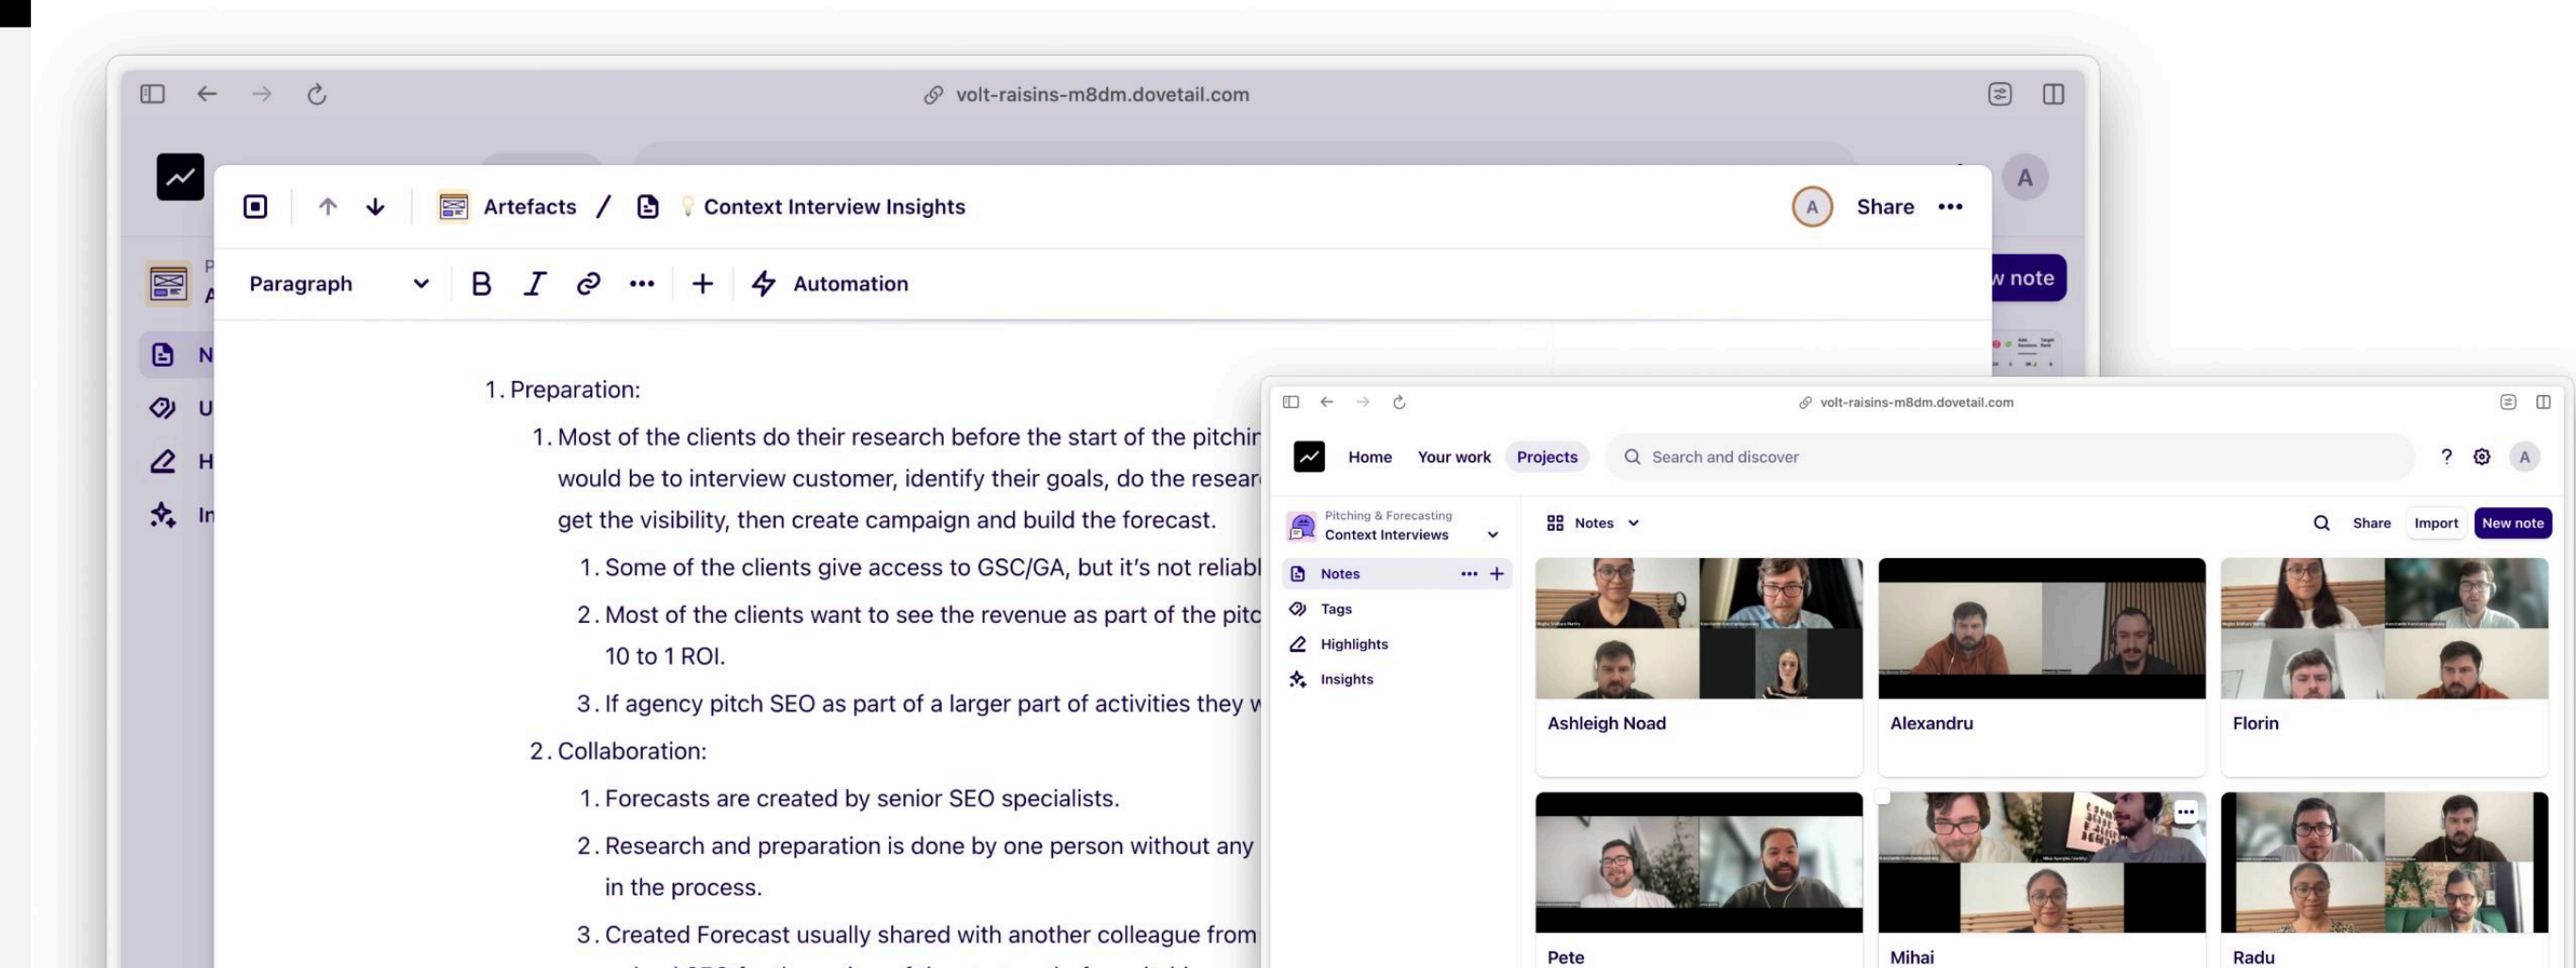 volt-raisins-m8dm.dovetail.com
A
Artefacts / Context Interview Insights
A Share
P
A
w note
Paragraph
B I
Automation
N
U
H
In
1. Preparation:
1. Most of the clients do their research before the start of the pitchin
would be to interview customer, identify their goals, do the resear
get the visibility, then create campaign and build the forecast.
1. Some of the clients give access to GSC/GA, but it's not reliabl
2. Most of the clients want to see the revenue as part of the pitc
10 to 1 ROI.
3. If agency pitch SEO as part of a larger part of activities they w
2. Collaboration:
1. Forecasts are created by senior SEO specialists.
2. Research and preparation is done by one person without any
in the process.
3. Created Forecast usually shared with another colleague from
volt-raisins-m8dm.dovetail.com
Home Your work Projects Search and discover ? A
Pitching & Forecasting
Context Interviews
Notes
Share Import New note
Notes
Tags
Highlights
Insights
Ashleigh Noad Alexandru Florin
Pete Mihai Radu